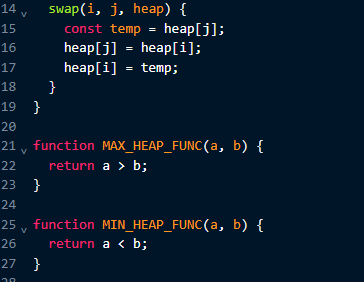 14 swap(i, j, heap) {
15 const temp = heap[j];
16 heap[j] = heap[i];
17 heap[i] = temp;
18 }
19 }
20
21 function MAX_HEAP_FUNC(a, b) {
22 return a > b;
23 }
24
25 function MIN_HEAP_FUNC(a, b) {
26 return a < b;
27 }